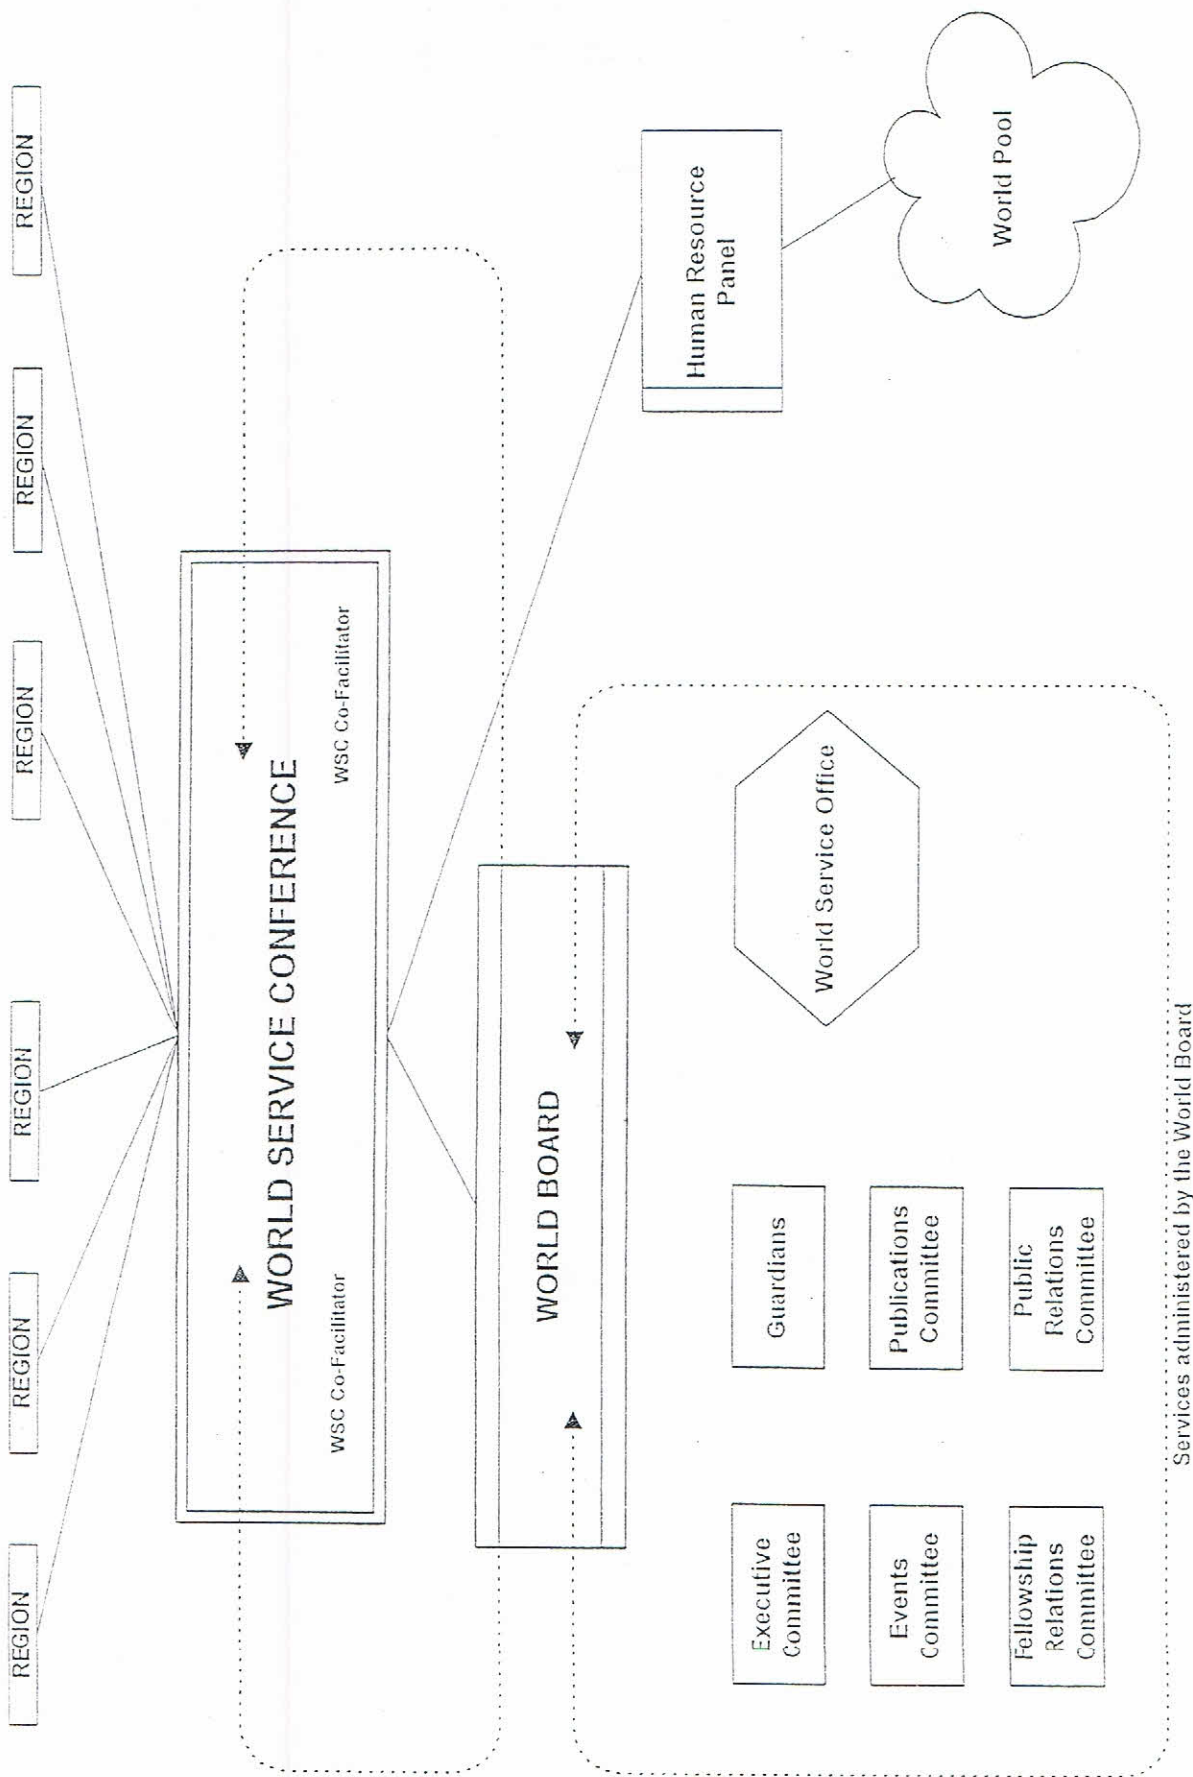 REGION
REGION
REGION
REGION
REGION
REGION
WORLD SERVICE CONFERENCE
WSC Co-Facilitator
WSC Co-Facilitator
WORLD BOARD
Human Resource
Panel
World Pool
Executive
Committee
Guardians
World Service Office
Events
Committee
Publications
Committee
Fellowship
Relations
Committee
Public
Relations
Committee
Services administered by the World Board